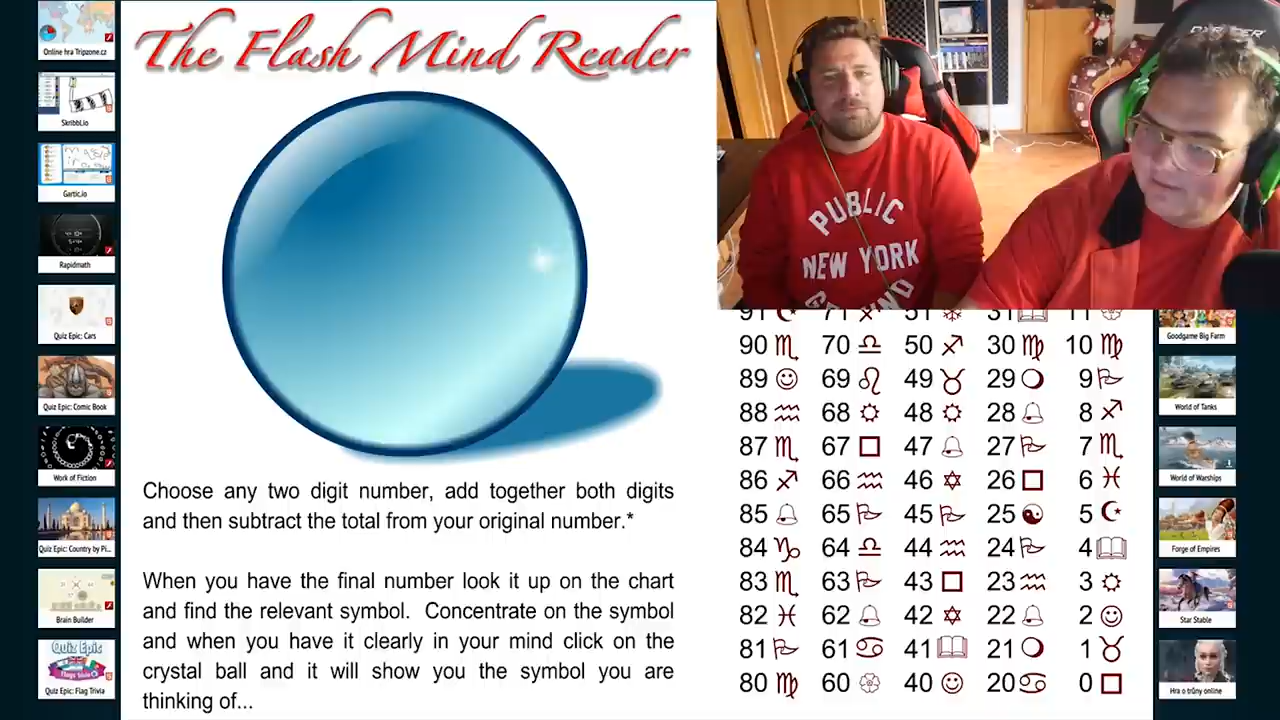 The Flash Mind Reader
Online hra Tripzone.cz
Skribbl.io
Gartic.io
Rapidmath
Quiz Epic: Cars
Quiz Epic: Comic Book
Work of Fiction
Quiz Epic: Country by Pi...
Brain Builder
Quiz Epic
Quiz Epic: Flag Trivia
Choose any two digit number, add together both digits
and then subtract the total from your original number.*
When you have the final number look it up on the chart
and find the relevant symbol. Concentrate on the symbol
and when you have it clearly in your mind click on the
crystal ball and it will show you the symbol you are
thinking of...
PUBLIC
NEW YORK
91 ☾ 71 ♐ 51 ❄ 31 🕮 11 ❀
90 ♏ 70 ♎ 50 ♐ 30 ♍ 10 ♍
89 ☺ 69 ♌ 49 ♉ 29 ❍ 9 🏱
88 ♒ 68 ☼ 48 ☼ 28 🕭 8 ♐
87 ♏ 67 □ 47 🕭 27 🏱 7 ♏
86 ♐ 66 ♒ 46 ✡ 26 □ 6 ♓
85 🕭 65 🏱 45 🏱 25 ☯ 5 ☪
84 ♑ 64 ♎ 44 ♒ 24 🏱 4 🕮
83 ♏ 63 🏱 43 □ 23 ♒ 3 ☼
82 ♓ 62 🕭 42 ✡ 22 🕭 2 ☺
81 🏱 61 ♋ 41 🕮 21 ❍ 1 ♉
80 ♍ 60 ❀ 40 ☺ 20 ♋ 0 □
Goodgame Big Farm
World of Tanks
World of Warships
Forge of Empires
Star Stable
Hra o trůny online